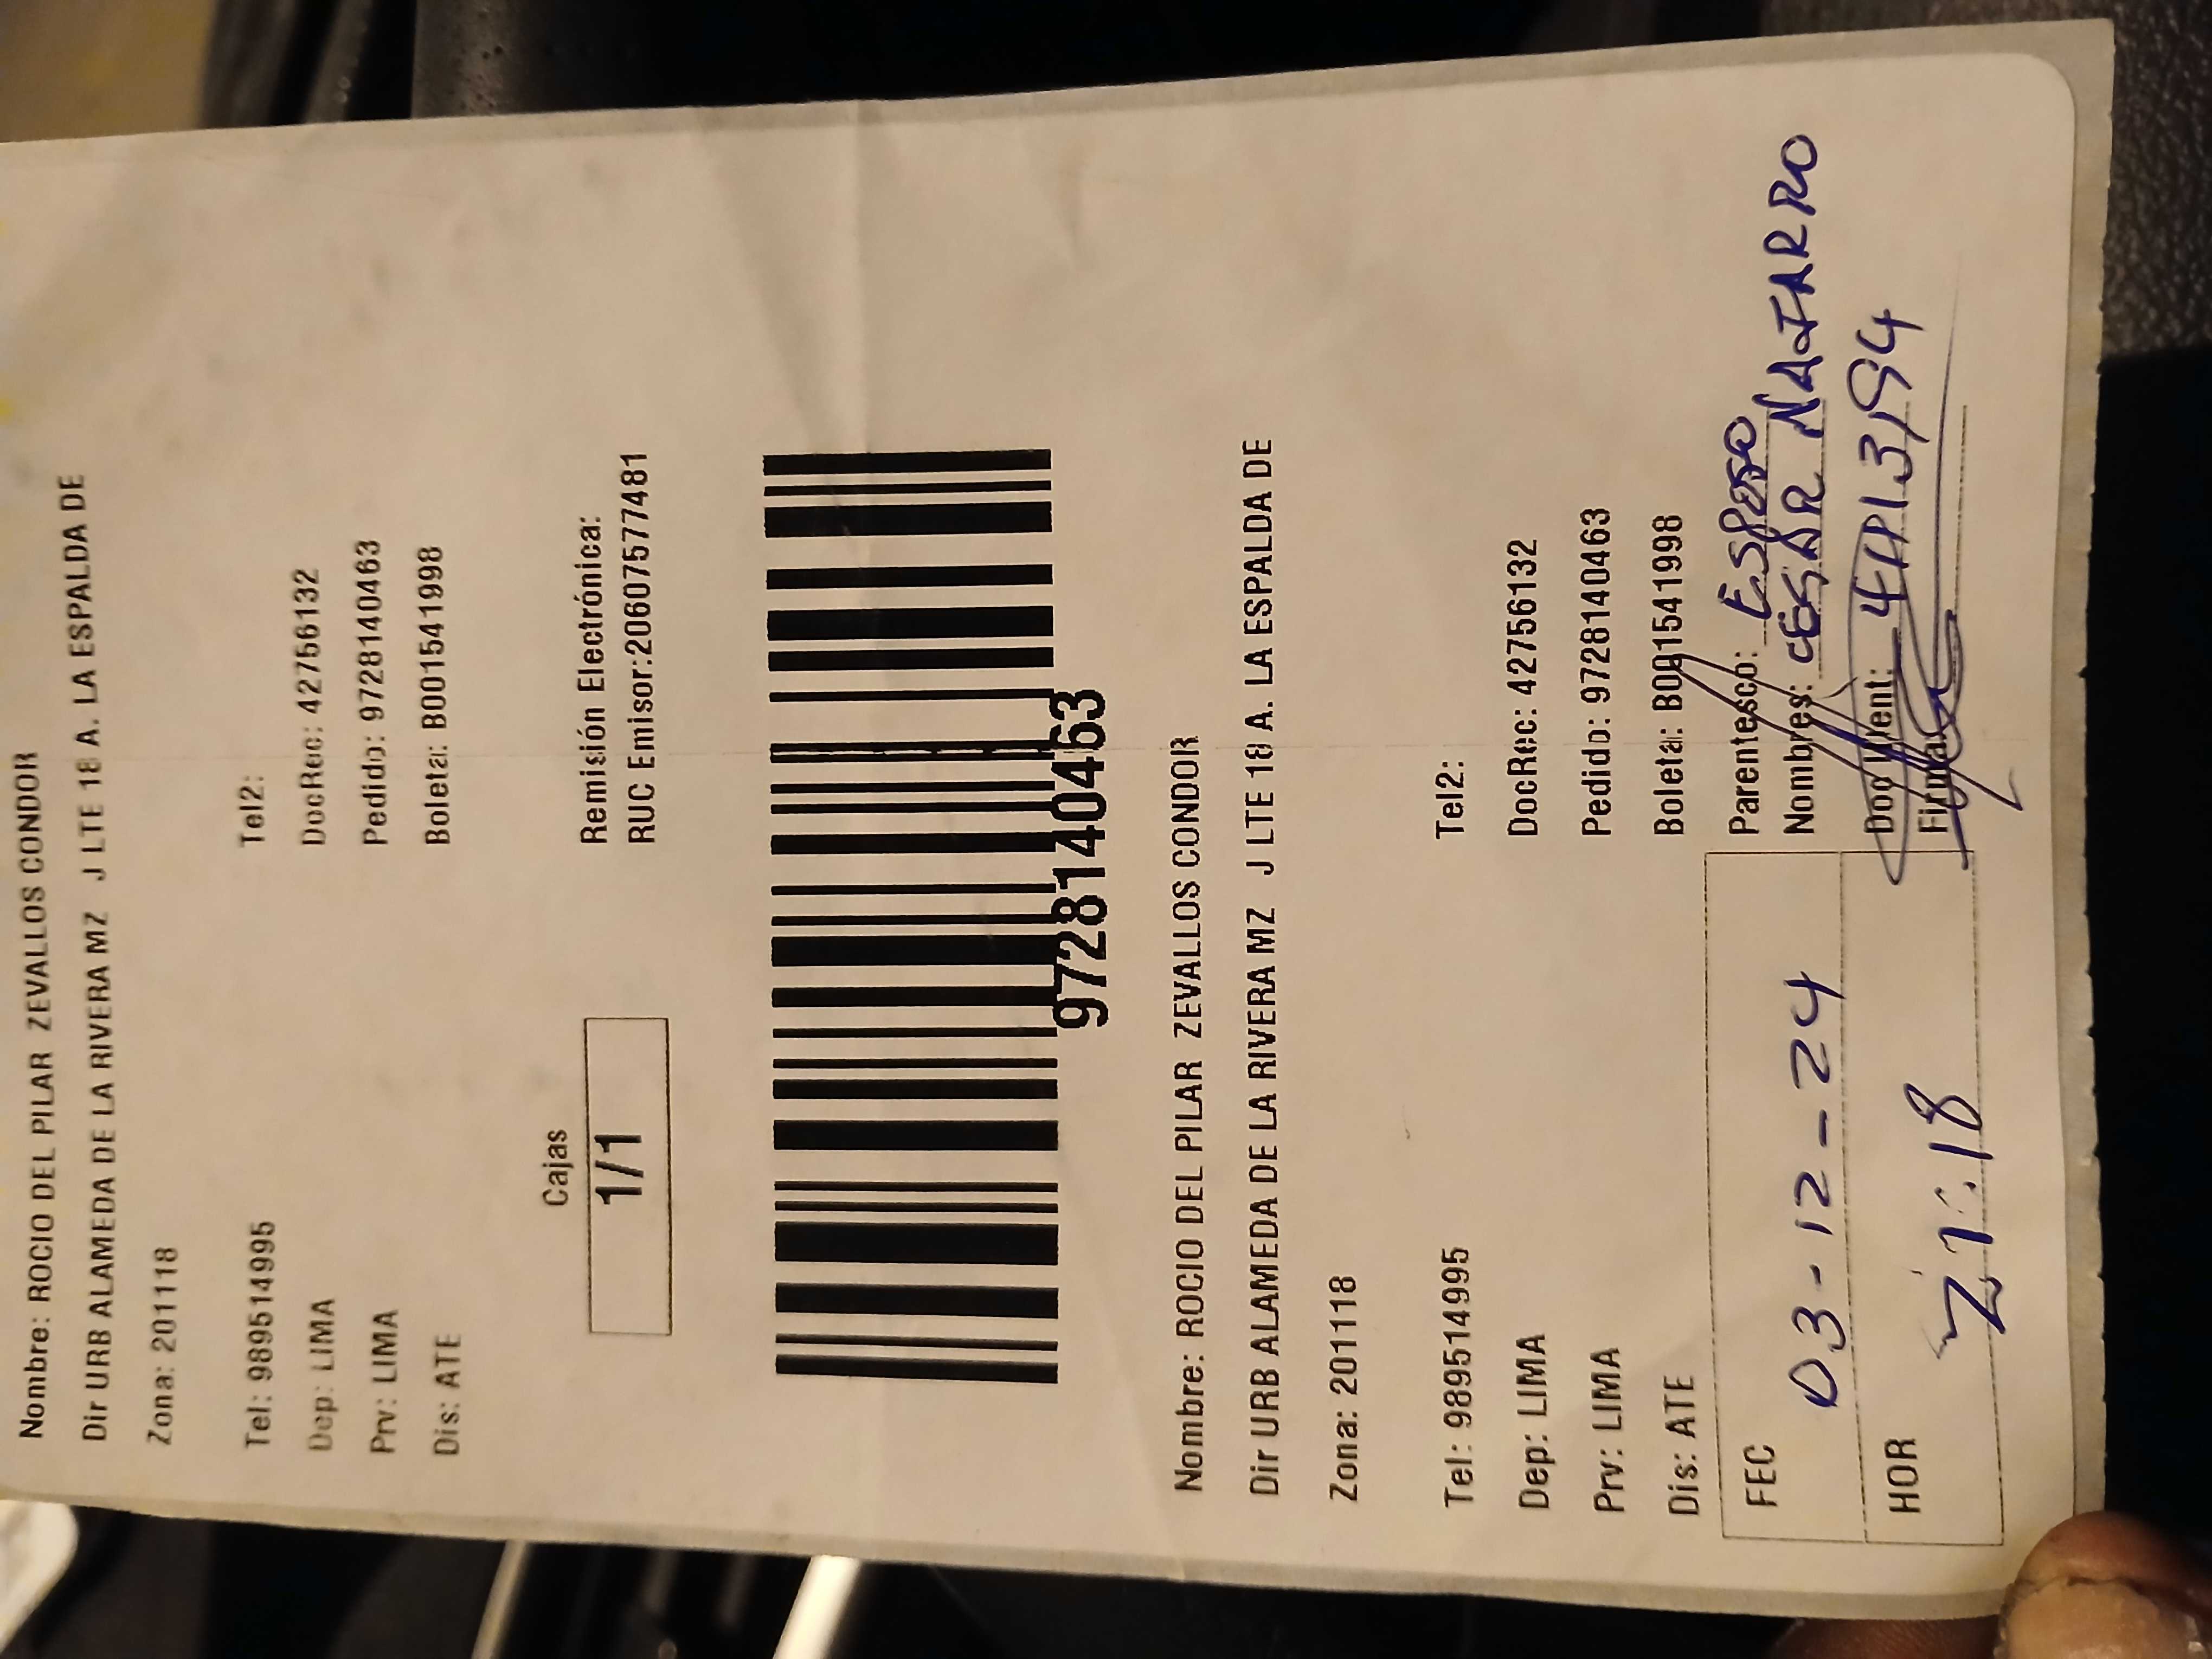 Nombre: ROCIO DEL PILAR ZEVALLOS CONDOR
Dir URB ALAMEDA DE LA RIVERA MZ J LTE 18 A. LA ESPALDA DE
Zona: 201118
Tel: 989514995 Tel2:
Dep: LIMA DocRec: 42756132
Prv: LIMA Pedido: 9728140463
Dis: ATE Boleta: B001541998
Cajas Remisión Electrónica:
1/1 RUC Emisor:20607577481
9728140463
Nombre: ROCIO DEL PILAR ZEVALLOS CONDOR
Dir URB ALAMEDA DE LA RIVERA MZ J LTE 18 A. LA ESPALDA DE
Zona: 201118
Tel: 989514995 Tel2:
Dep: LIMA DocRec: 42756132
Prv: LIMA Pedido: 9728140463
Dis: ATE Boleta: B001541998
FEC 03-12-24 Parentesco: ESPOSO
Nombres: CESAR NAJARRO
HOR 21:18 Doc Ident:
Firma: